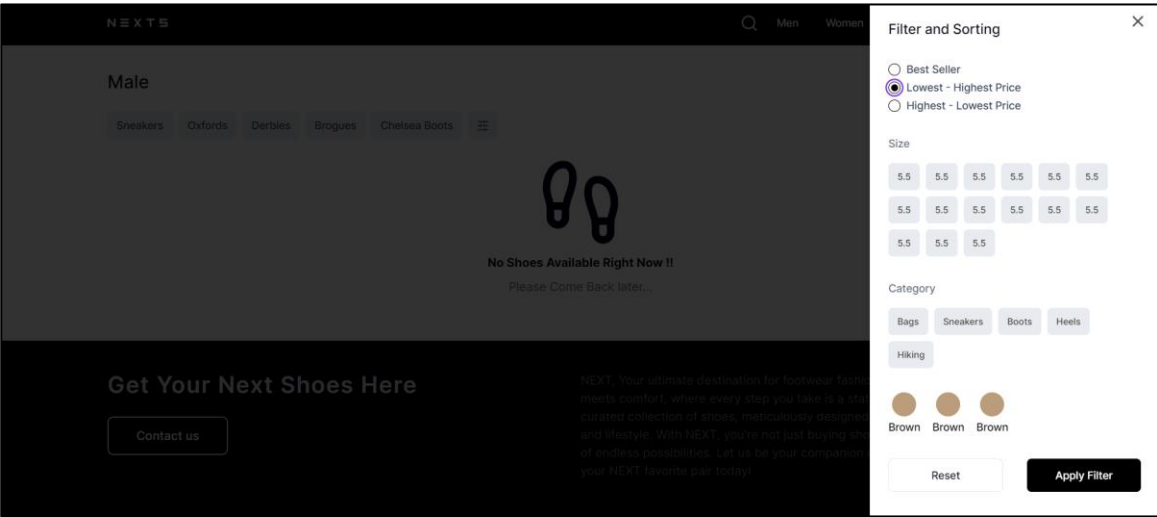 NEXTS
Men
Women
Male
Sneakers
Oxfords
Derbies
Brogues
Chelsea Boots
No Shoes Available Right Now !!
Please Come Back later...
Get Your Next Shoes Here
Contact us
NEXT, Your ultimate destination for footwear fashio
meets comfort, where every step you take is a stat
curated collection of shoes, meticulously designed
and lifestyle. With NEXT, you're not just buying sho
of endless possibilities. Let us be your companion
your NEXT favorite pair today!
Filter and Sorting
Best Seller
Lowest - Highest Price
Highest - Lowest Price
Size
5.5 5.5 5.5 5.5 5.5 5.5
5.5 5.5 5.5 5.5 5.5 5.5
5.5 5.5 5.5
Category
Bags Sneakers Boots Heels
Hiking
Brown Brown Brown
Reset Apply Filter